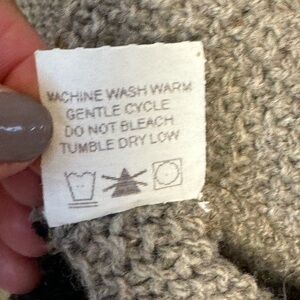 MACHINE WASH WARM
GENTLE CYCLE
DO NOT BLEACH
TUMBLE DRY LOW